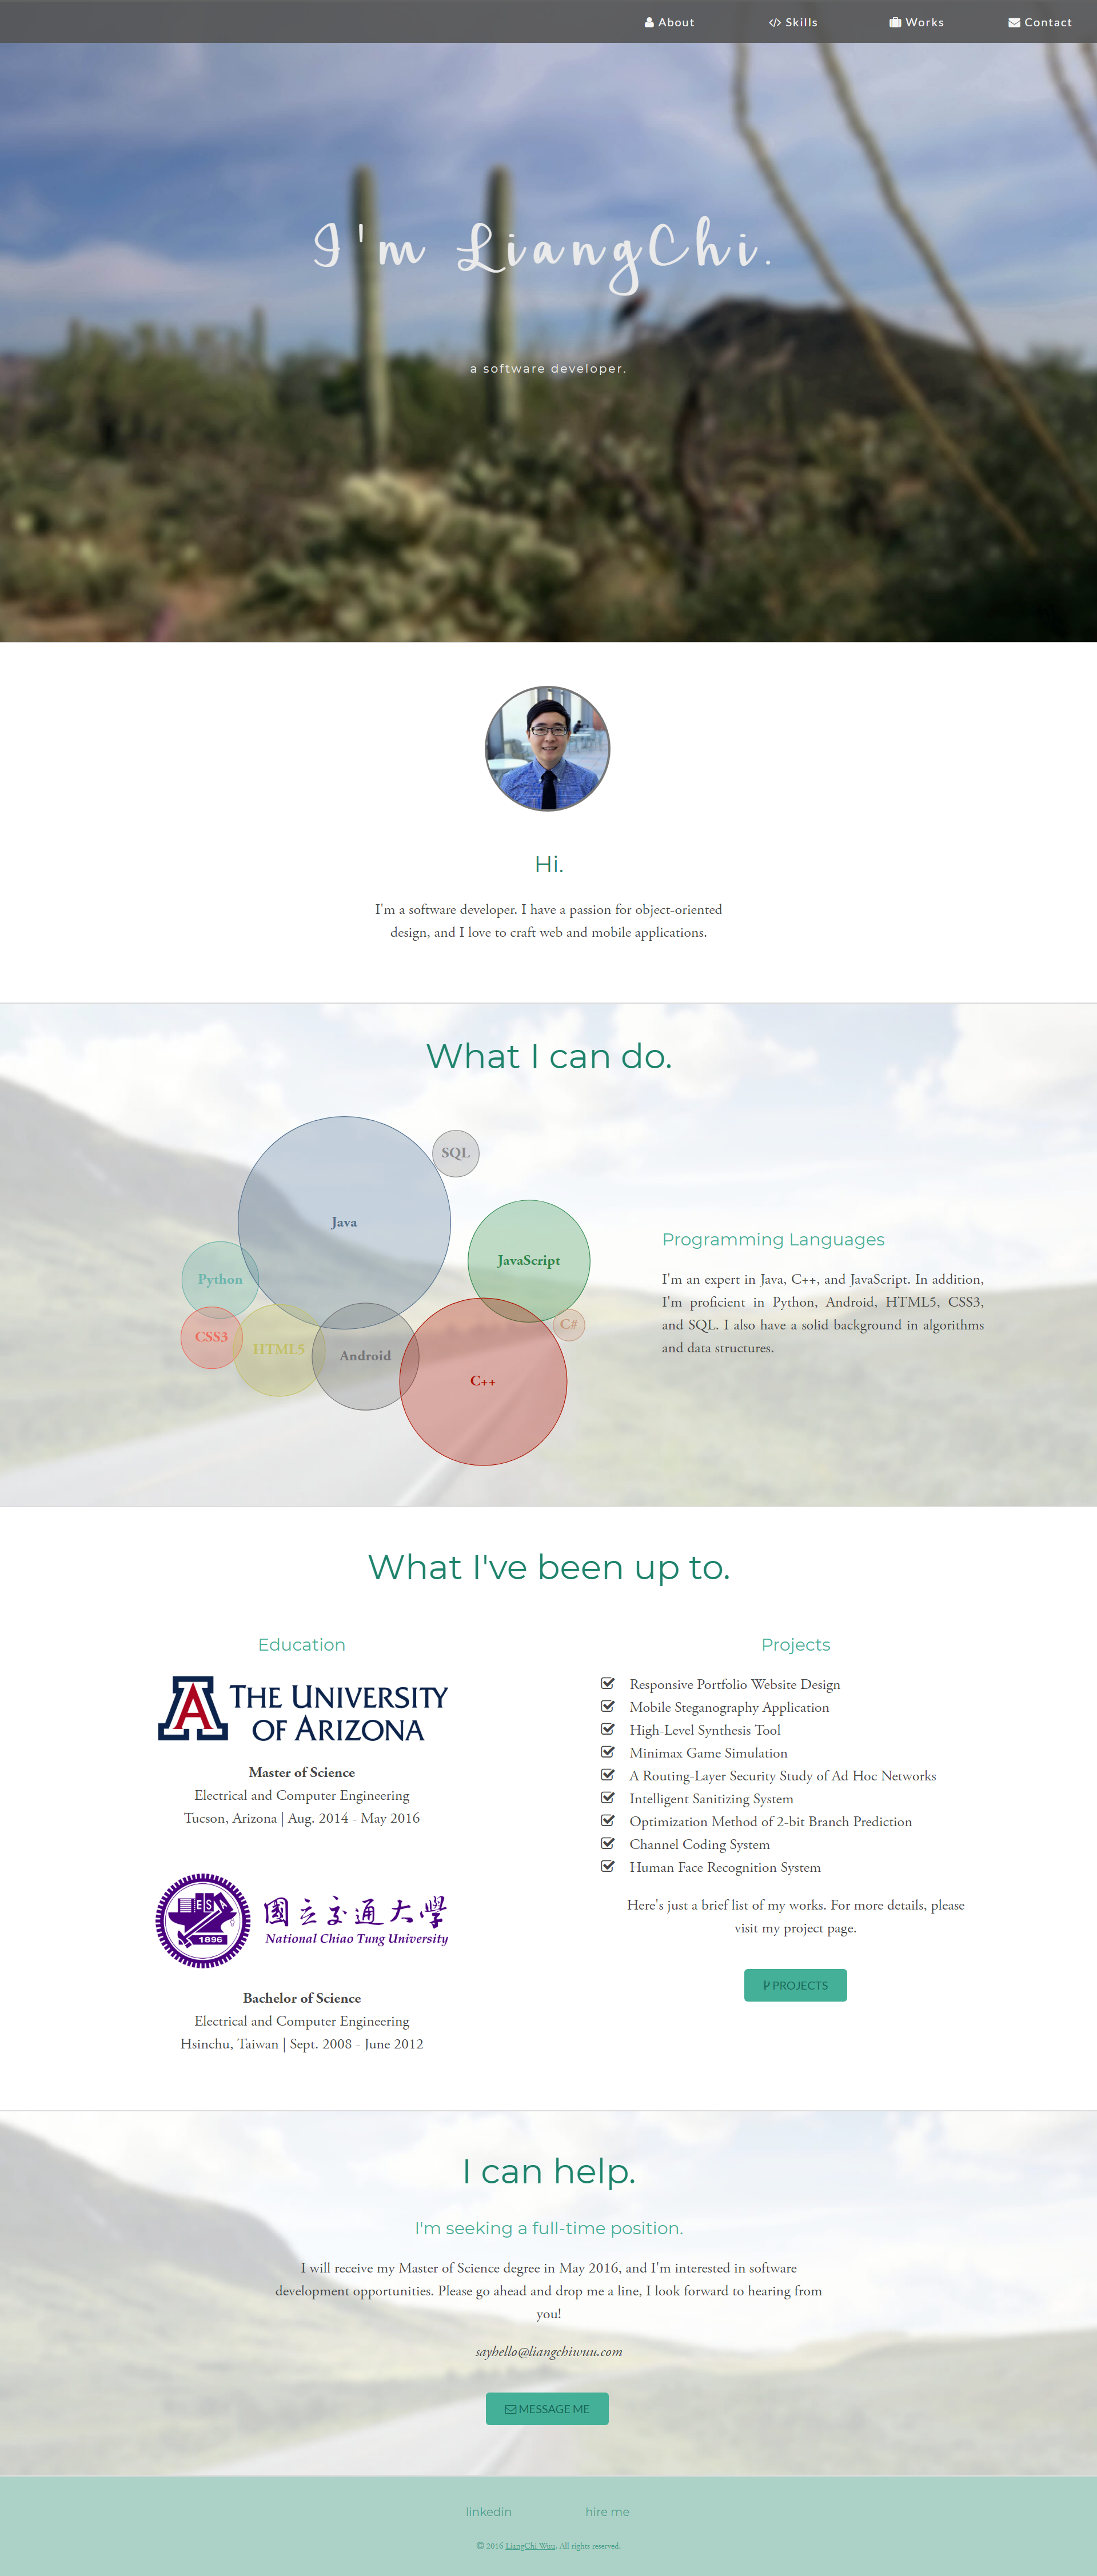 About
Skills
Works
Contact
I'm LiangChi.
a software developer.
Hi.
I'm a software developer. I have a passion for object-oriented
design, and I love to craft web and mobile applications.
What I can do.
SQL
Java
JavaScript
Python
C#
CSS3
HTML5
Android
C++
Programming Languages
I'm an expert in Java, C++, and JavaScript. In addition,
I'm proficient in Python, Android, HTML5, CSS3,
and SQL. I also have a solid background in algorithms
and data structures.
What I've been up to.
Education
THE UNIVERSITY
OF ARIZONA
Master of Science
Electrical and Computer Engineering
Tucson, Arizona | Aug. 2014 - May 2016
ES
1896
國立交通大學
National Chiao Tung University
Bachelor of Science
Electrical and Computer Engineering
Hsinchu, Taiwan | Sept. 2008 - June 2012
Projects
Responsive Portfolio Website Design
Mobile Steganography Application
High-Level Synthesis Tool
Minimax Game Simulation
A Routing-Layer Security Study of Ad Hoc Networks
Intelligent Sanitizing System
Optimization Method of 2-bit Branch Prediction
Channel Coding System
Human Face Recognition System
Here's just a brief list of my works. For more details, please
visit my project page.
PROJECTS
I can help.
I'm seeking a full-time position.
I will receive my Master of Science degree in May 2016, and I'm interested in software
development opportunities. Please go ahead and drop me a line, I look forward to hearing from
you!
sayhello@liangchiwuu.com
MESSAGE ME
linkedin
hire me
© 2016 LiangChi Wuu. All rights reserved.